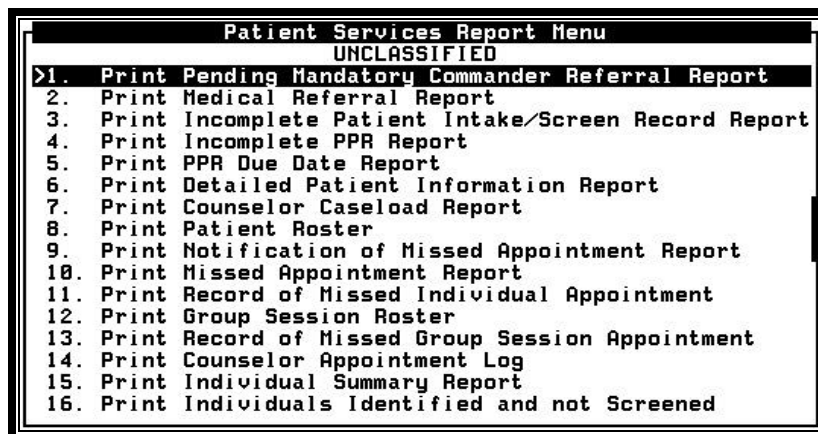 Patient Services Report Menu
UNCLASSIFIED
>1. Print Pending Mandatory Commander Referral Report
2. Print Medical Referral Report
3. Print Incomplete Patient Intake/Screen Record Report
4. Print Incomplete PPR Report
5. Print PPR Due Date Report
6. Print Detailed Patient Information Report
7. Print Counselor Caseload Report
8. Print Patient Roster
9. Print Notification of Missed Appointment Report
10. Print Missed Appointment Report
11. Print Record of Missed Individual Appointment
12. Print Group Session Roster
13. Print Record of Missed Group Session Appointment
14. Print Counselor Appointment Log
15. Print Individual Summary Report
16. Print Individuals Identified and not Screened